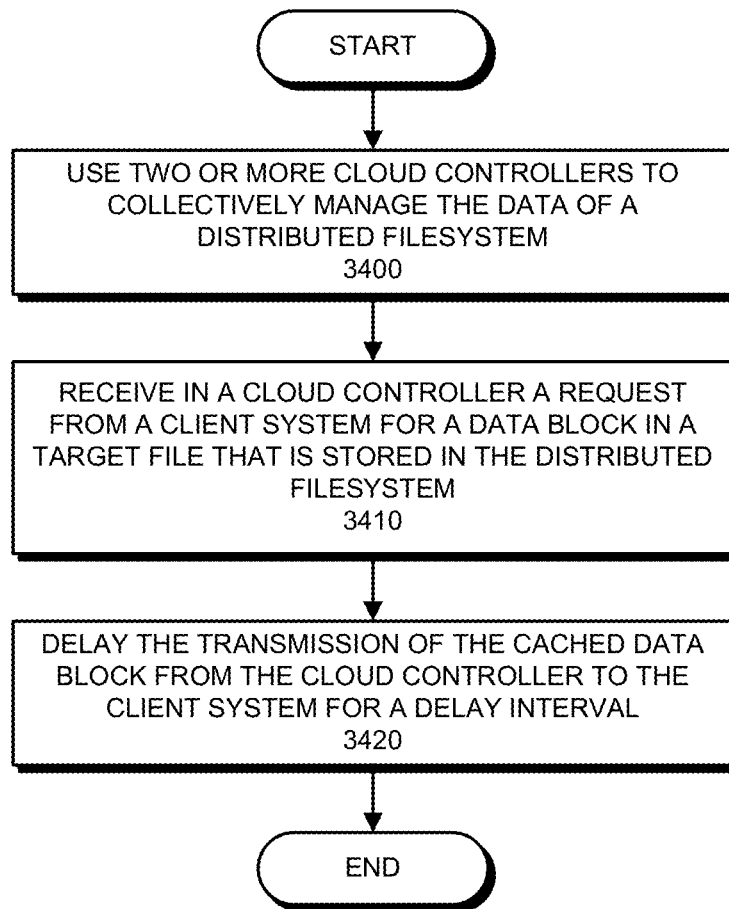 START
USE TWO OR MORE CLOUD CONTROLLERS TO
COLLECTIVELY MANAGE THE DATA OF A
DISTRIBUTED FILESYSTEM
3400
RECEIVE IN A CLOUD CONTROLLER A REQUEST
FROM A CLIENT SYSTEM FOR A DATA BLOCK IN A
TARGET FILE THAT IS STORED IN THE DISTRIBUTED
FILESYSTEM
3410
DELAY THE TRANSMISSION OF THE CACHED DATA
BLOCK FROM THE CLOUD CONTROLLER TO THE
CLIENT SYSTEM FOR A DELAY INTERVAL
3420
END